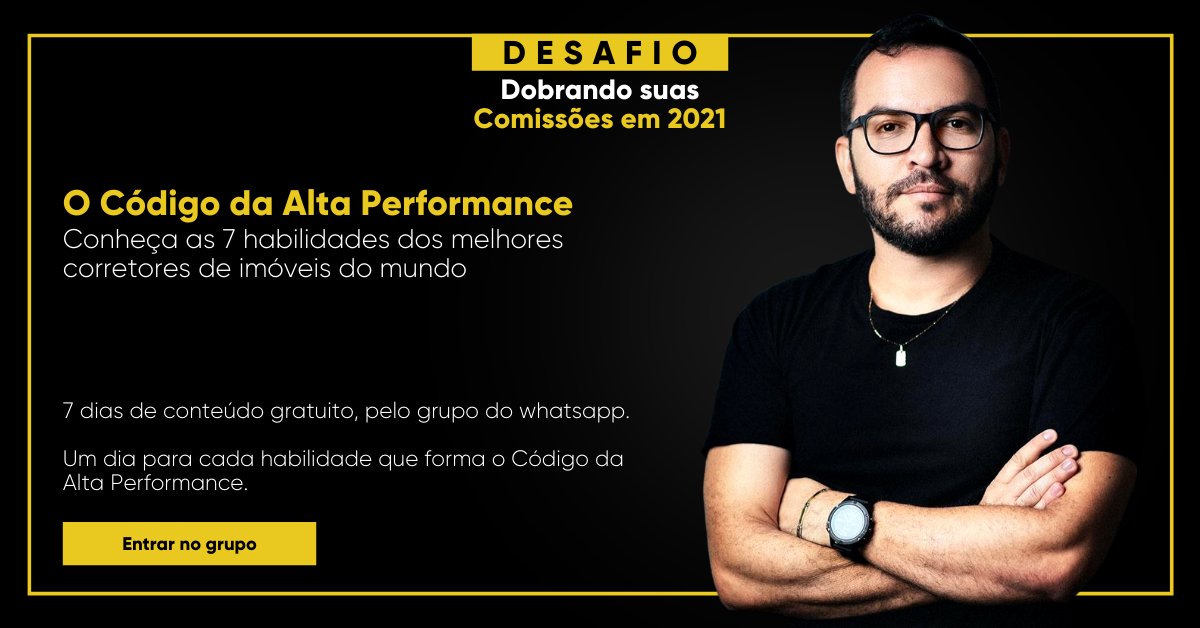 DESAFIO
Dobrando suas
Comissões em 2021
O Código da Alta Performance
Conheça as 7 habilidades dos melhores
corretores de imóveis do mundo
7 dias de conteúdo gratuito, pelo grupo do whatsapp.
Um dia para cada habilidade que forma o Código da
Alta Performance.
Entrar no grupo